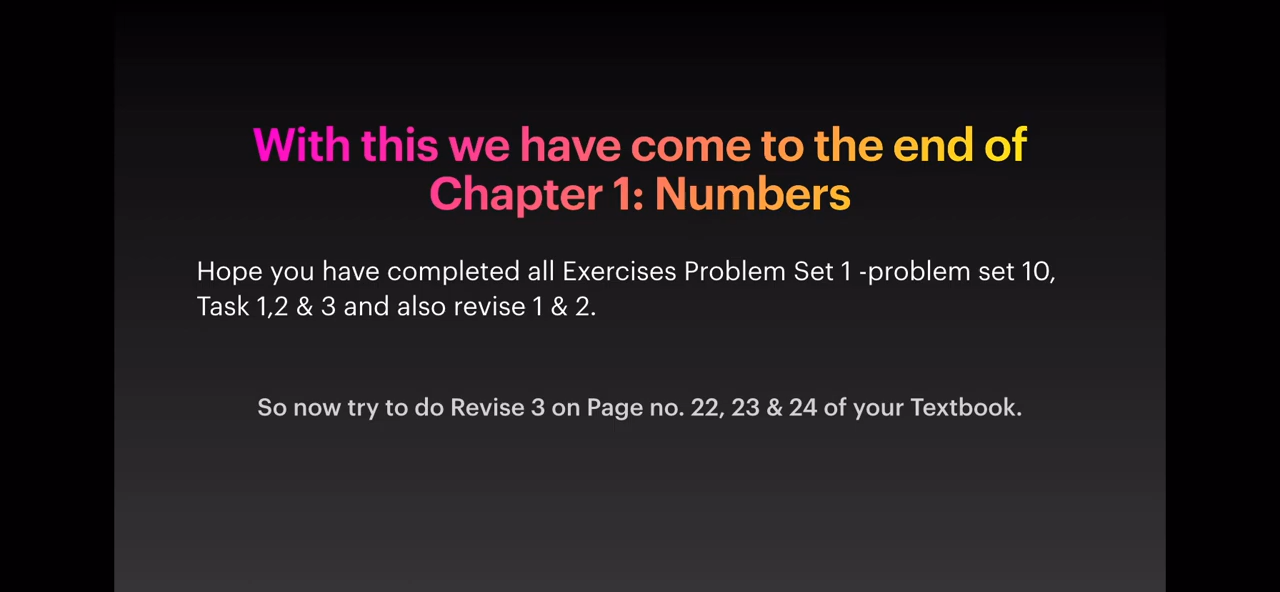 With this we have come to the end of
Chapter 1: Numbers
Hope you have completed all Exercises Problem Set 1 -problem set 10,
Task 1,2 & 3 and also revise 1 & 2.
So now try to do Revise 3 on Page no. 22, 23 & 24 of your Textbook.